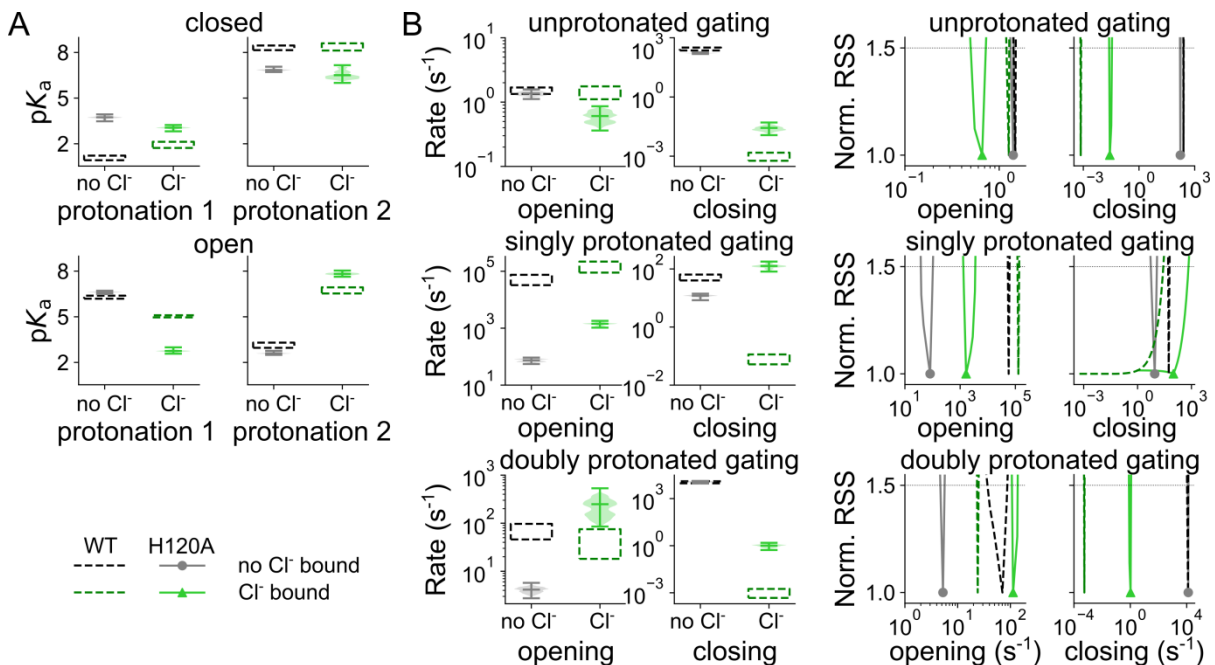 A
closed
8
5
2
pKa
no Cl⁻ Cl⁻
protonation 1
no Cl⁻ Cl⁻
protonation 2
open
8
5
2
pKa
no Cl⁻ Cl⁻
protonation 1
no Cl⁻ Cl⁻
protonation 2
WT H120A
no Cl⁻ bound
Cl⁻ bound
B
unprotonated gating
Rate (s⁻¹)
10¹
10⁰
10⁻¹
no Cl⁻ Cl⁻
opening
10³
10⁰
10⁻³
no Cl⁻ Cl⁻
closing
singly protonated gating
Rate (s⁻¹)
10⁵
10³
10¹
no Cl⁻ Cl⁻
opening
10²
10⁰
10⁻²
no Cl⁻ Cl⁻
closing
doubly protonated gating
Rate (s⁻¹)
10³
10²
10¹
no Cl⁻ Cl⁻
opening
10³
10⁰
10⁻³
no Cl⁻ Cl⁻
closing
unprotonated gating
Norm. RSS
1.5
1.0
10⁻¹ 10⁰
opening
10⁻³ 10⁰ 10³
closing
singly protonated gating
Norm. RSS
1.5
1.0
10¹ 10³ 10⁵
opening
10⁻³ 10⁰ 10³
closing
doubly protonated gating
Norm. RSS
1.5
1.0
10⁰ 10¹ 10²
opening (s⁻¹)
10⁻⁴ 10⁰ 10⁴
closing (s⁻¹)